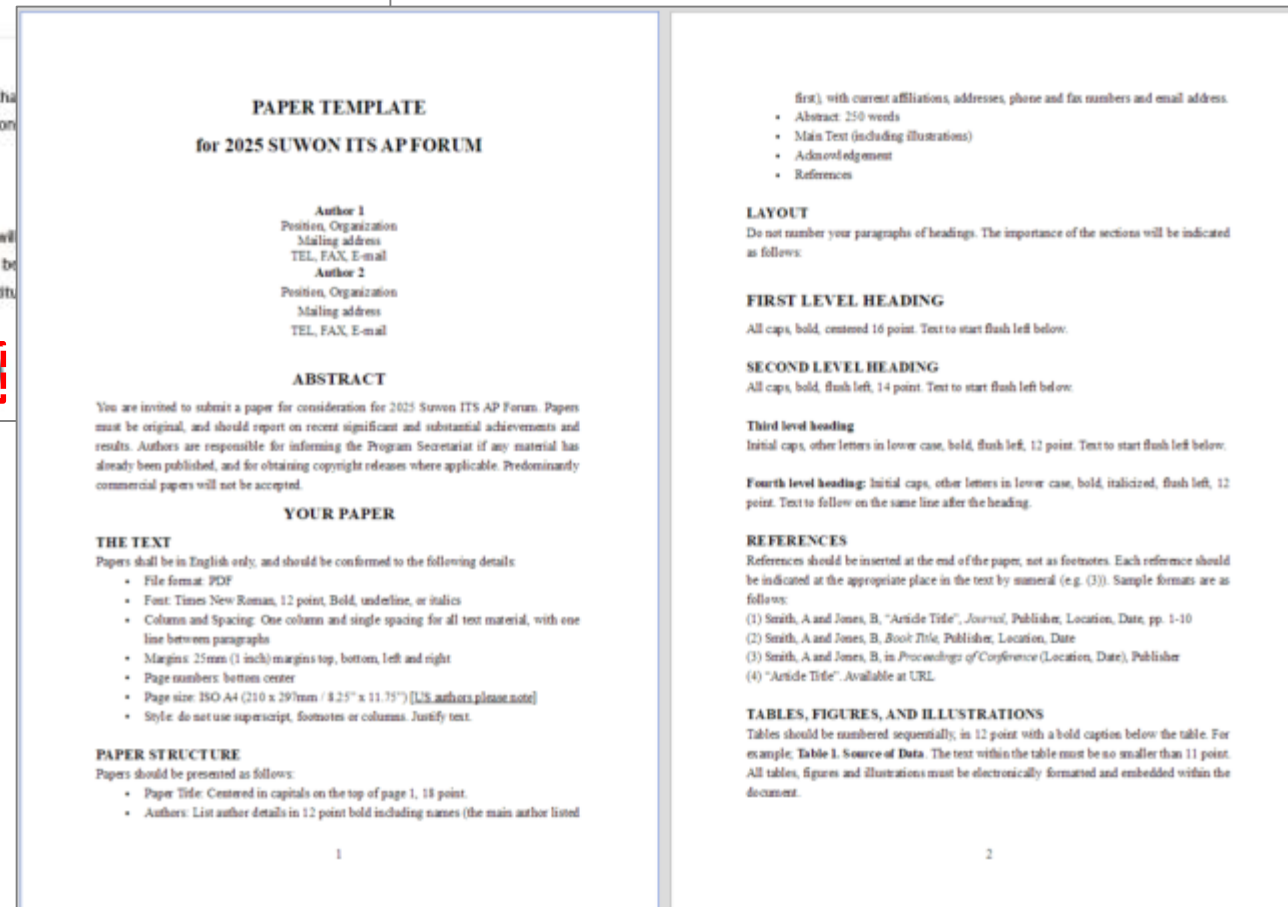 ha
on
will
be
itu
PAPER TEMPLATE
for 2025 SUWON ITS AP FORUM
Author 1
Position, Organization
Mailing address
TEL, FAX, E-mail
Author 2
Position, Organization
Mailing address
TEL, FAX, E-mail
ABSTRACT
You are invited to submit a paper for consideration for 2025 Suwon ITS AP Forum. Papers
must be original, and should report on recent significant and substantial achievements and
results. Authors are responsible for informing the Program Secretariat if any material has
already been published, and for obtaining copyright releases where applicable. Predominantly
commercial papers will not be accepted.
YOUR PAPER
THE TEXT
Papers shall be in English only, and should be confirmed to the following details:
• File format: PDF
• Font: Times New Roman, 12 point, Bold, underline, or italics
• Column and Spacing: One column and single spacing for all text material, with one
line between paragraphs
• Margins: 25mm (1 inch) margins top, bottom, left and right
• Page numbers: bottom center
• Page size: ISO A4 (210 x 297mm / 8.25" x 11.75") [US authors please note]
• Style: do not use superscript, footnotes or columns. Justify text.
PAPER STRUCTURE
Papers should be presented as follows:
• Paper Title: Centered in capitals on the top of page 1, 18 point.
• Authors: List author details in 12 point bold including names (the main author listed
1
first), with current affiliations, addresses, phone and fax numbers and email address.
• Abstract: 250 words
• Main Text (including illustrations)
• Acknowledgement
• References
LAYOUT
Do not number your paragraphs of headings. The importance of the sections will be indicated
as follows:
FIRST LEVEL HEADING
All caps, bold, centered 16 point. Text to start flush left below.
SECOND LEVEL HEADING
All caps, bold, flush left, 14 point. Text to start flush left below.
Third level heading
Initial caps, other letters in lower case, bold, flush left, 12 point. Text to start flush left below.
Fourth level heading: Initial caps, other letters in lower case, bold, italicized, flush left, 12
point. Text to follow on the same line after the heading.
REFERENCES
References should be inserted at the end of the paper, not as footnotes. Each reference should
be indicated at the appropriate place in the text by numeral (e.g. (3)). Sample formats are as
follows:
(1) Smith, A and Jones, B, "Article Title", Journal, Publisher, Location, Date, pp. 1-10
(2) Smith, A and Jones, B, Book Title, Publisher, Location, Date
(3) Smith, A and Jones, B, in Proceedings of Conference (Location, Date), Publisher
(4) "Article Title". Available at URL
TABLES, FIGURES, AND ILLUSTRATIONS
Tables should be numbered sequentially, in 12 point with a bold caption below the table. For
example; Table 1. Source of Data. The text within the table must be no smaller than 11 point.
All tables, figures and illustrations must be electronically formatted and embedded within the
document.
2